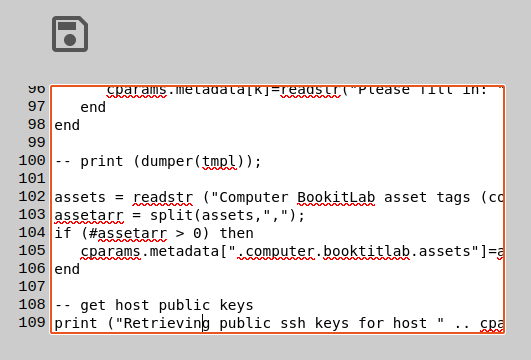 96 cparams.metadata[k]=readstr("Please fill in: "
97 end
98 end
99
100 -- print (dumper(tmpl));
101
102 assets = readstr ("Computer BookitLab asset tags (co
103 assetarr = split(assets,",");
104 if (#assetarr > 0) then
105 cparams.metadata[".computer.booktitlab.assets"]=a
106 end
107
108 -- get host public keys
109 print ("Retrieving public ssh keys for host " .. cpa